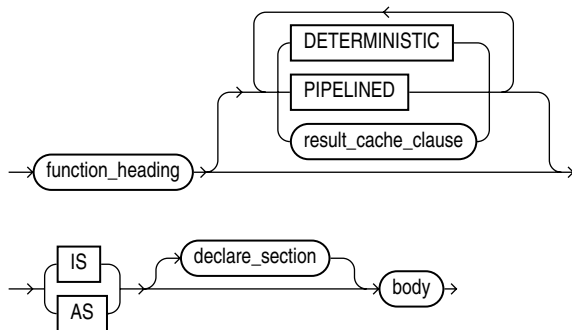 DETERMINISTIC
PIPELINED
result_cache_clause
function_heading
IS
declare_section
AS
body